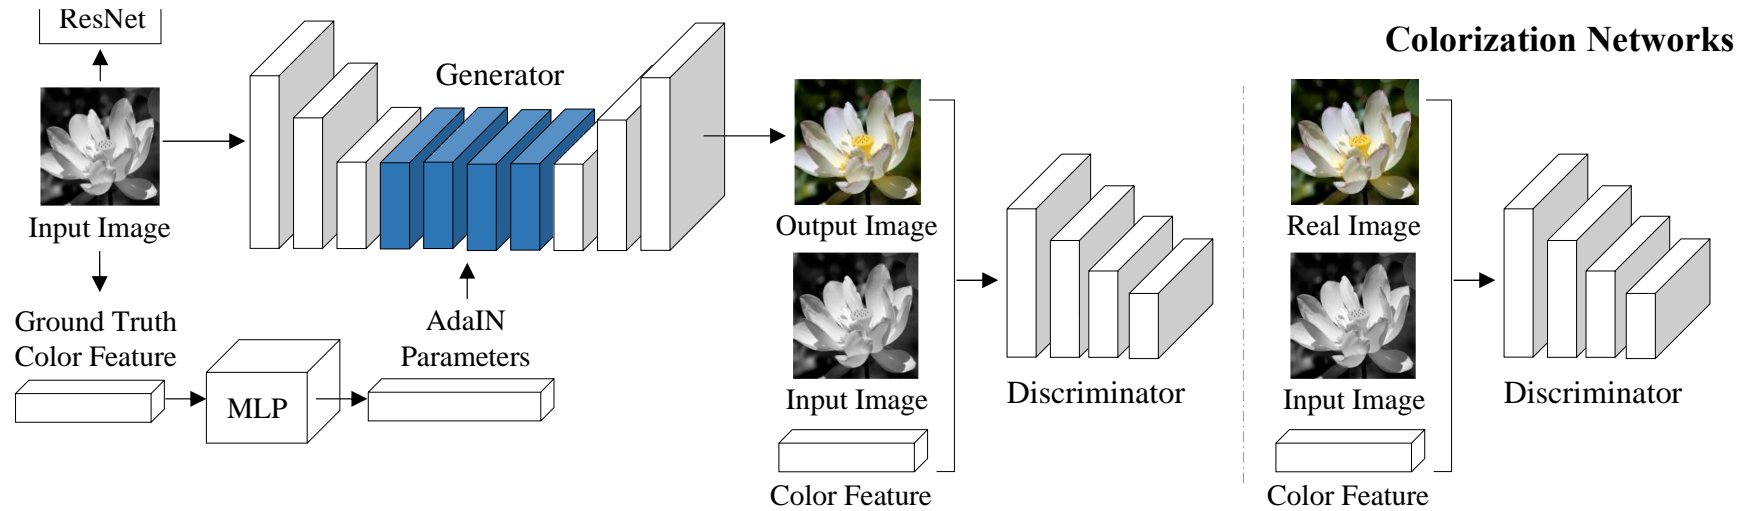 ResNet
Colorization Networks
Generator
Input Image
Output Image
Real Image
Ground Truth
Color Feature
AdaIN
Parameters
MLP
Input Image
Discriminator
Input Image
Discriminator
Color Feature
Color Feature